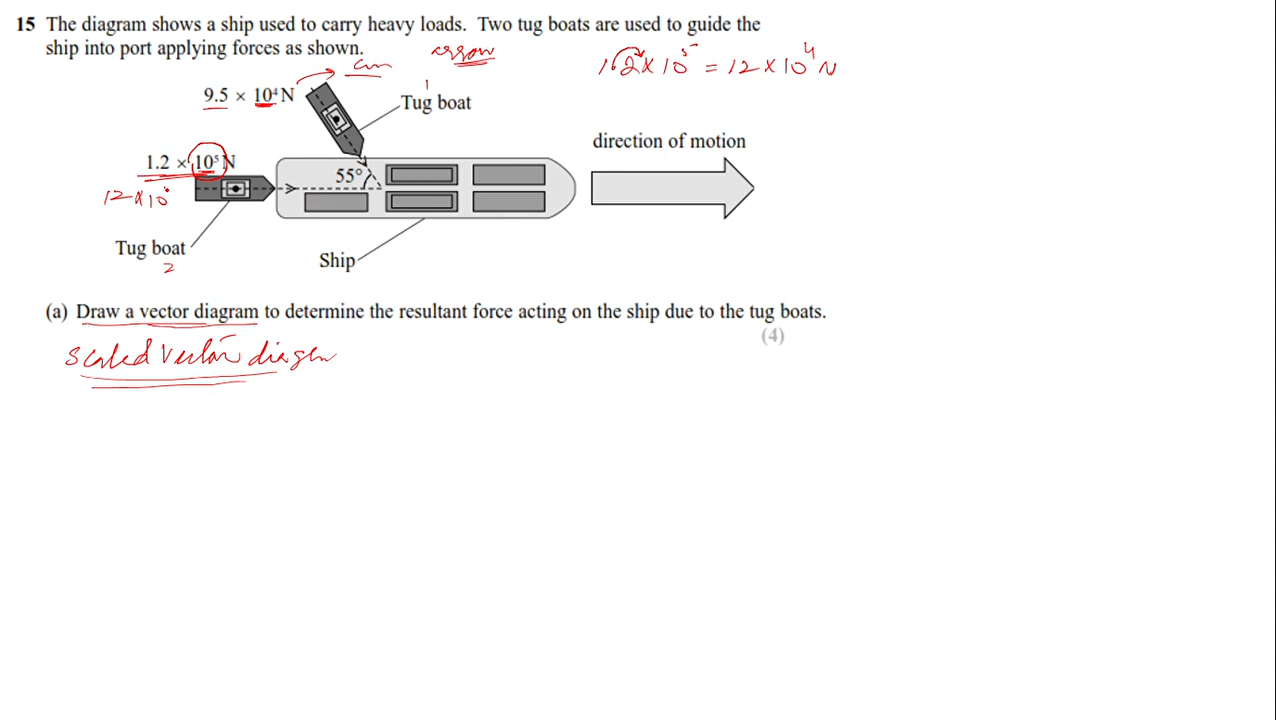 15 The diagram shows a ship used to carry heavy loads. Two tug boats are used to guide the
ship into port applying forces as shown.
arrow
1.2 × 10⁵ = 12 × 10⁴ N
cm
9.5 × 10⁴ N
1
Tug boat
direction of motion
1.2 × 10⁵ N
55°
12 × 10
Tug boat
2
Ship
(a) Draw a vector diagram to determine the resultant force acting on the ship due to the tug boats.
(4)
scaled vector diagram